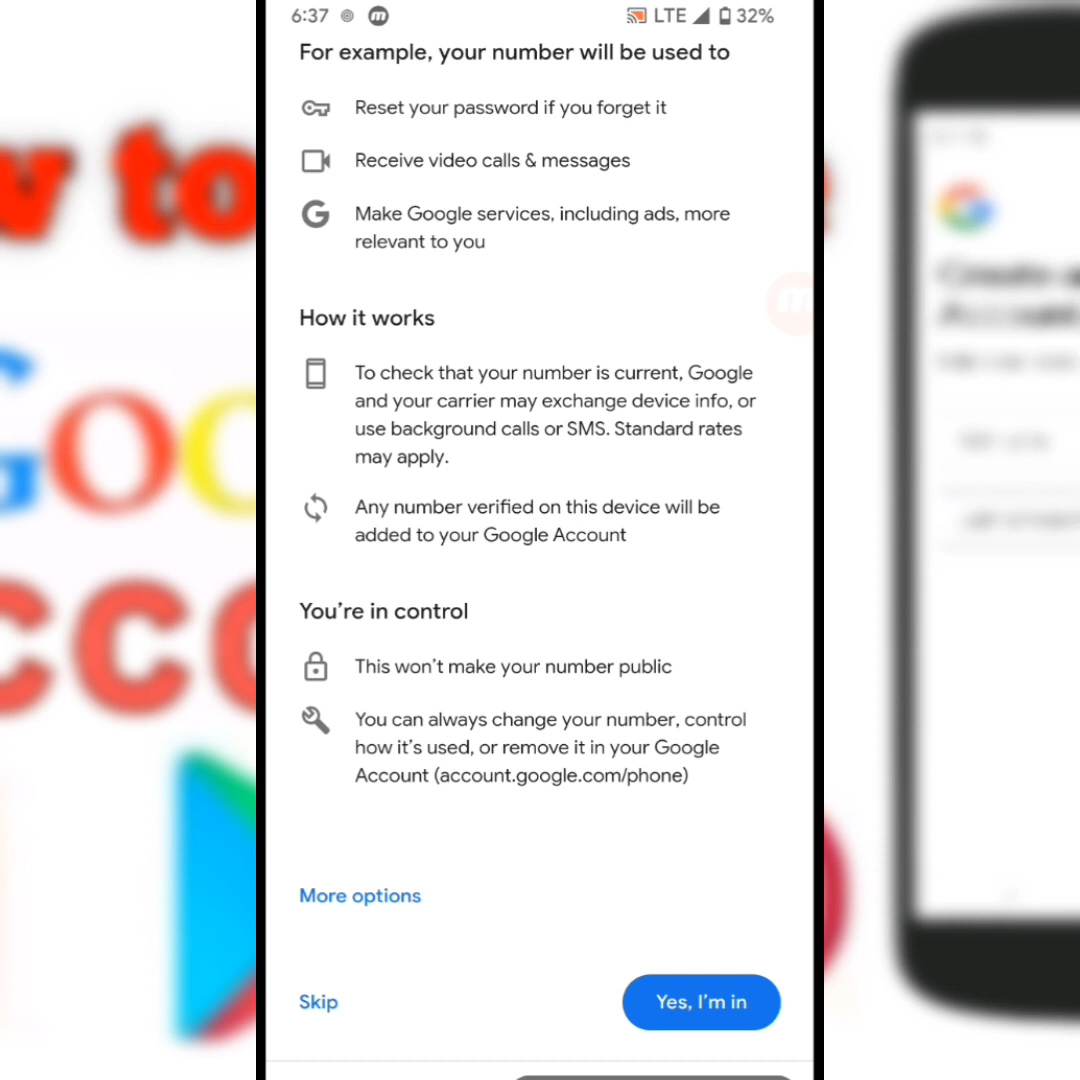 6:37 m LTE 32%
For example, your number will be used to
Reset your password if you forget it
Receive video calls & messages
G Make Google services, including ads, more
relevant to you
How it works
To check that your number is current, Google
and your carrier may exchange device info, or
use background calls or SMS. Standard rates
may apply.
Any number verified on this device will be
added to your Google Account
You're in control
This won't make your number public
You can always change your number, control
how it's used, or remove it in your Google
Account (account.google.com/phone)
More options
Skip
Yes, I'm in